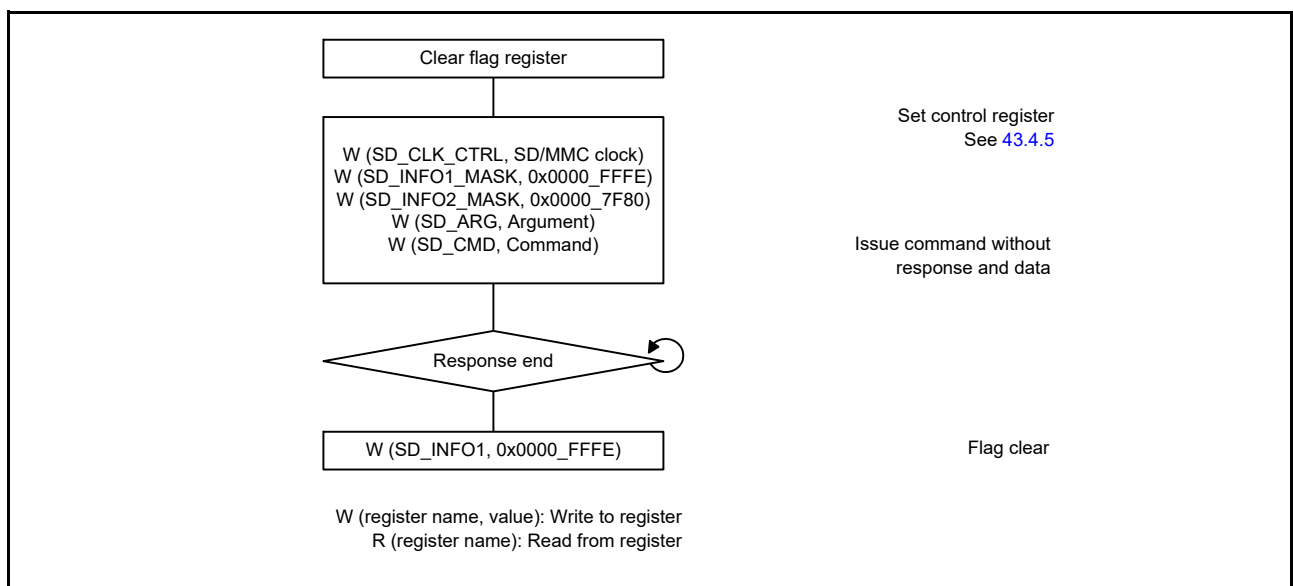 Clear flag register
Set control register
See 43.4.5
W (SD_CLK_CTRL, SD/MMC clock)
W (SD_INFO1_MASK, 0x0000_FFFE)
W (SD_INFO2_MASK, 0x0000_7F80)
W (SD_ARG, Argument)
W (SD_CMD, Command)
Issue command without
response and data
Response end
W (SD_INFO1, 0x0000_FFFE)
Flag clear
W (register name, value): Write to register
R (register name): Read from register